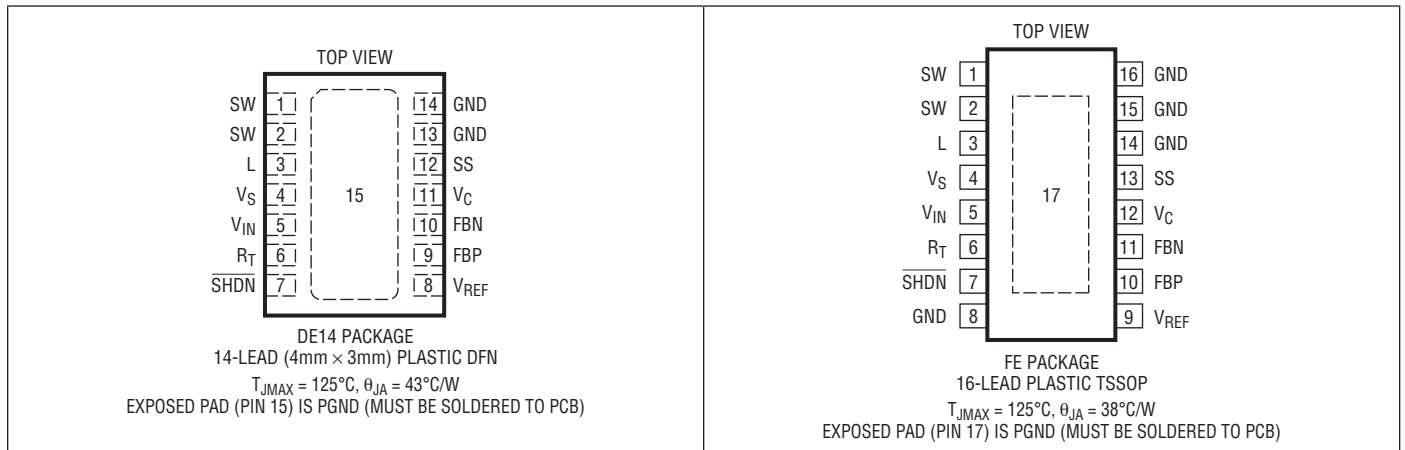 TOP VIEW
SW 1 14 GND
SW 2 13 GND
L 3 12 SS
VS 4 15 11 VC
VIN 5 10 FBN
RT 6 9 FBP
SHDN 7 8 VREF
DE14 PACKAGE
14-LEAD (4mm × 3mm) PLASTIC DFN
TJMAX = 125°C, θJA = 43°C/W
EXPOSED PAD (PIN 15) IS PGND (MUST BE SOLDERED TO PCB)
TOP VIEW
SW 1 16 GND
SW 2 15 GND
L 3 14 GND
VS 4 17 13 SS
VIN 5 12 VC
RT 6 11 FBN
SHDN 7 10 FBP
GND 8 9 VREF
FE PACKAGE
16-LEAD PLASTIC TSSOP
TJMAX = 125°C, θJA = 38°C/W
EXPOSED PAD (PIN 17) IS PGND (MUST BE SOLDERED TO PCB)